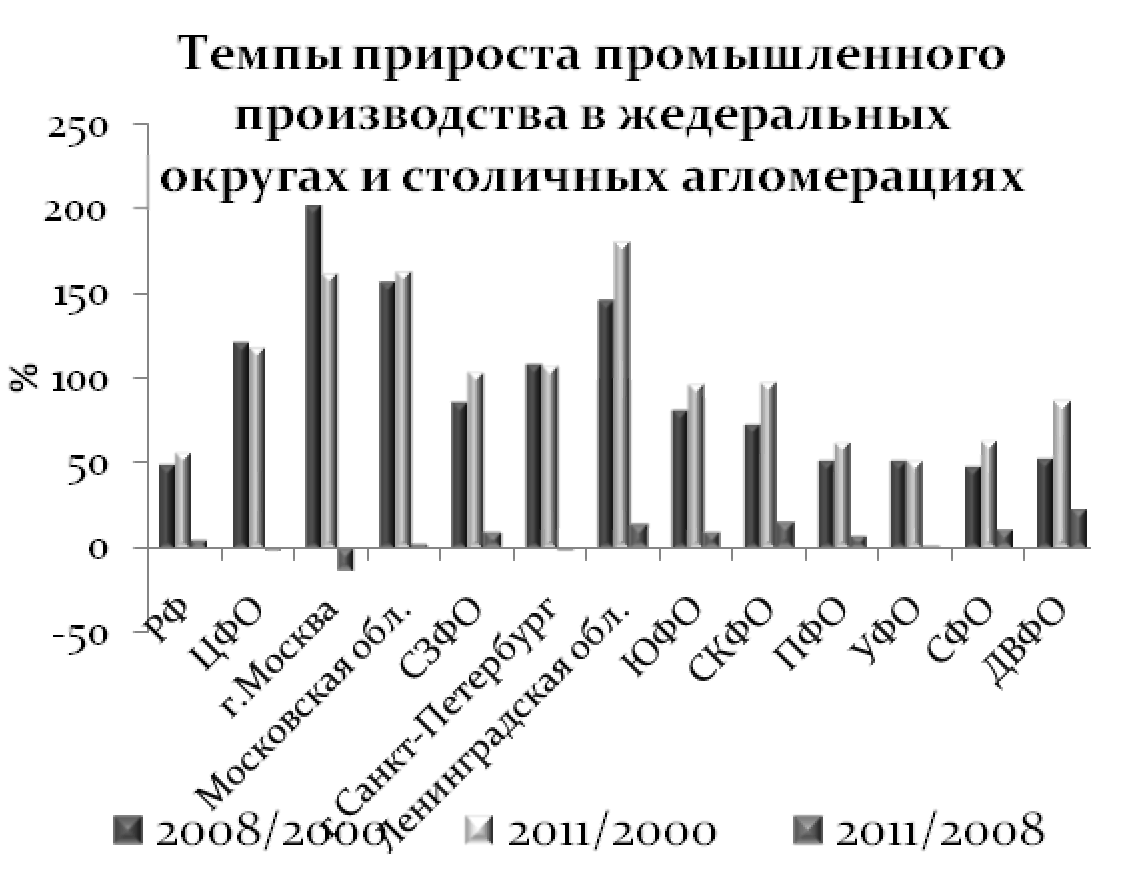 Темпы прироста промышленного
производства в жедеральных
округах и столичных агломерациях
250
200
150
100
50
0
-50
%
РФ
ЦФО
г.Москва
Московская обл.
СЗФО
г.Санкт-Петербург
Ленинградская обл.
ЮФО
СКФО
ПФО
УФО
СФО
ДВФО
2008/2000
2011/2000
2011/2008